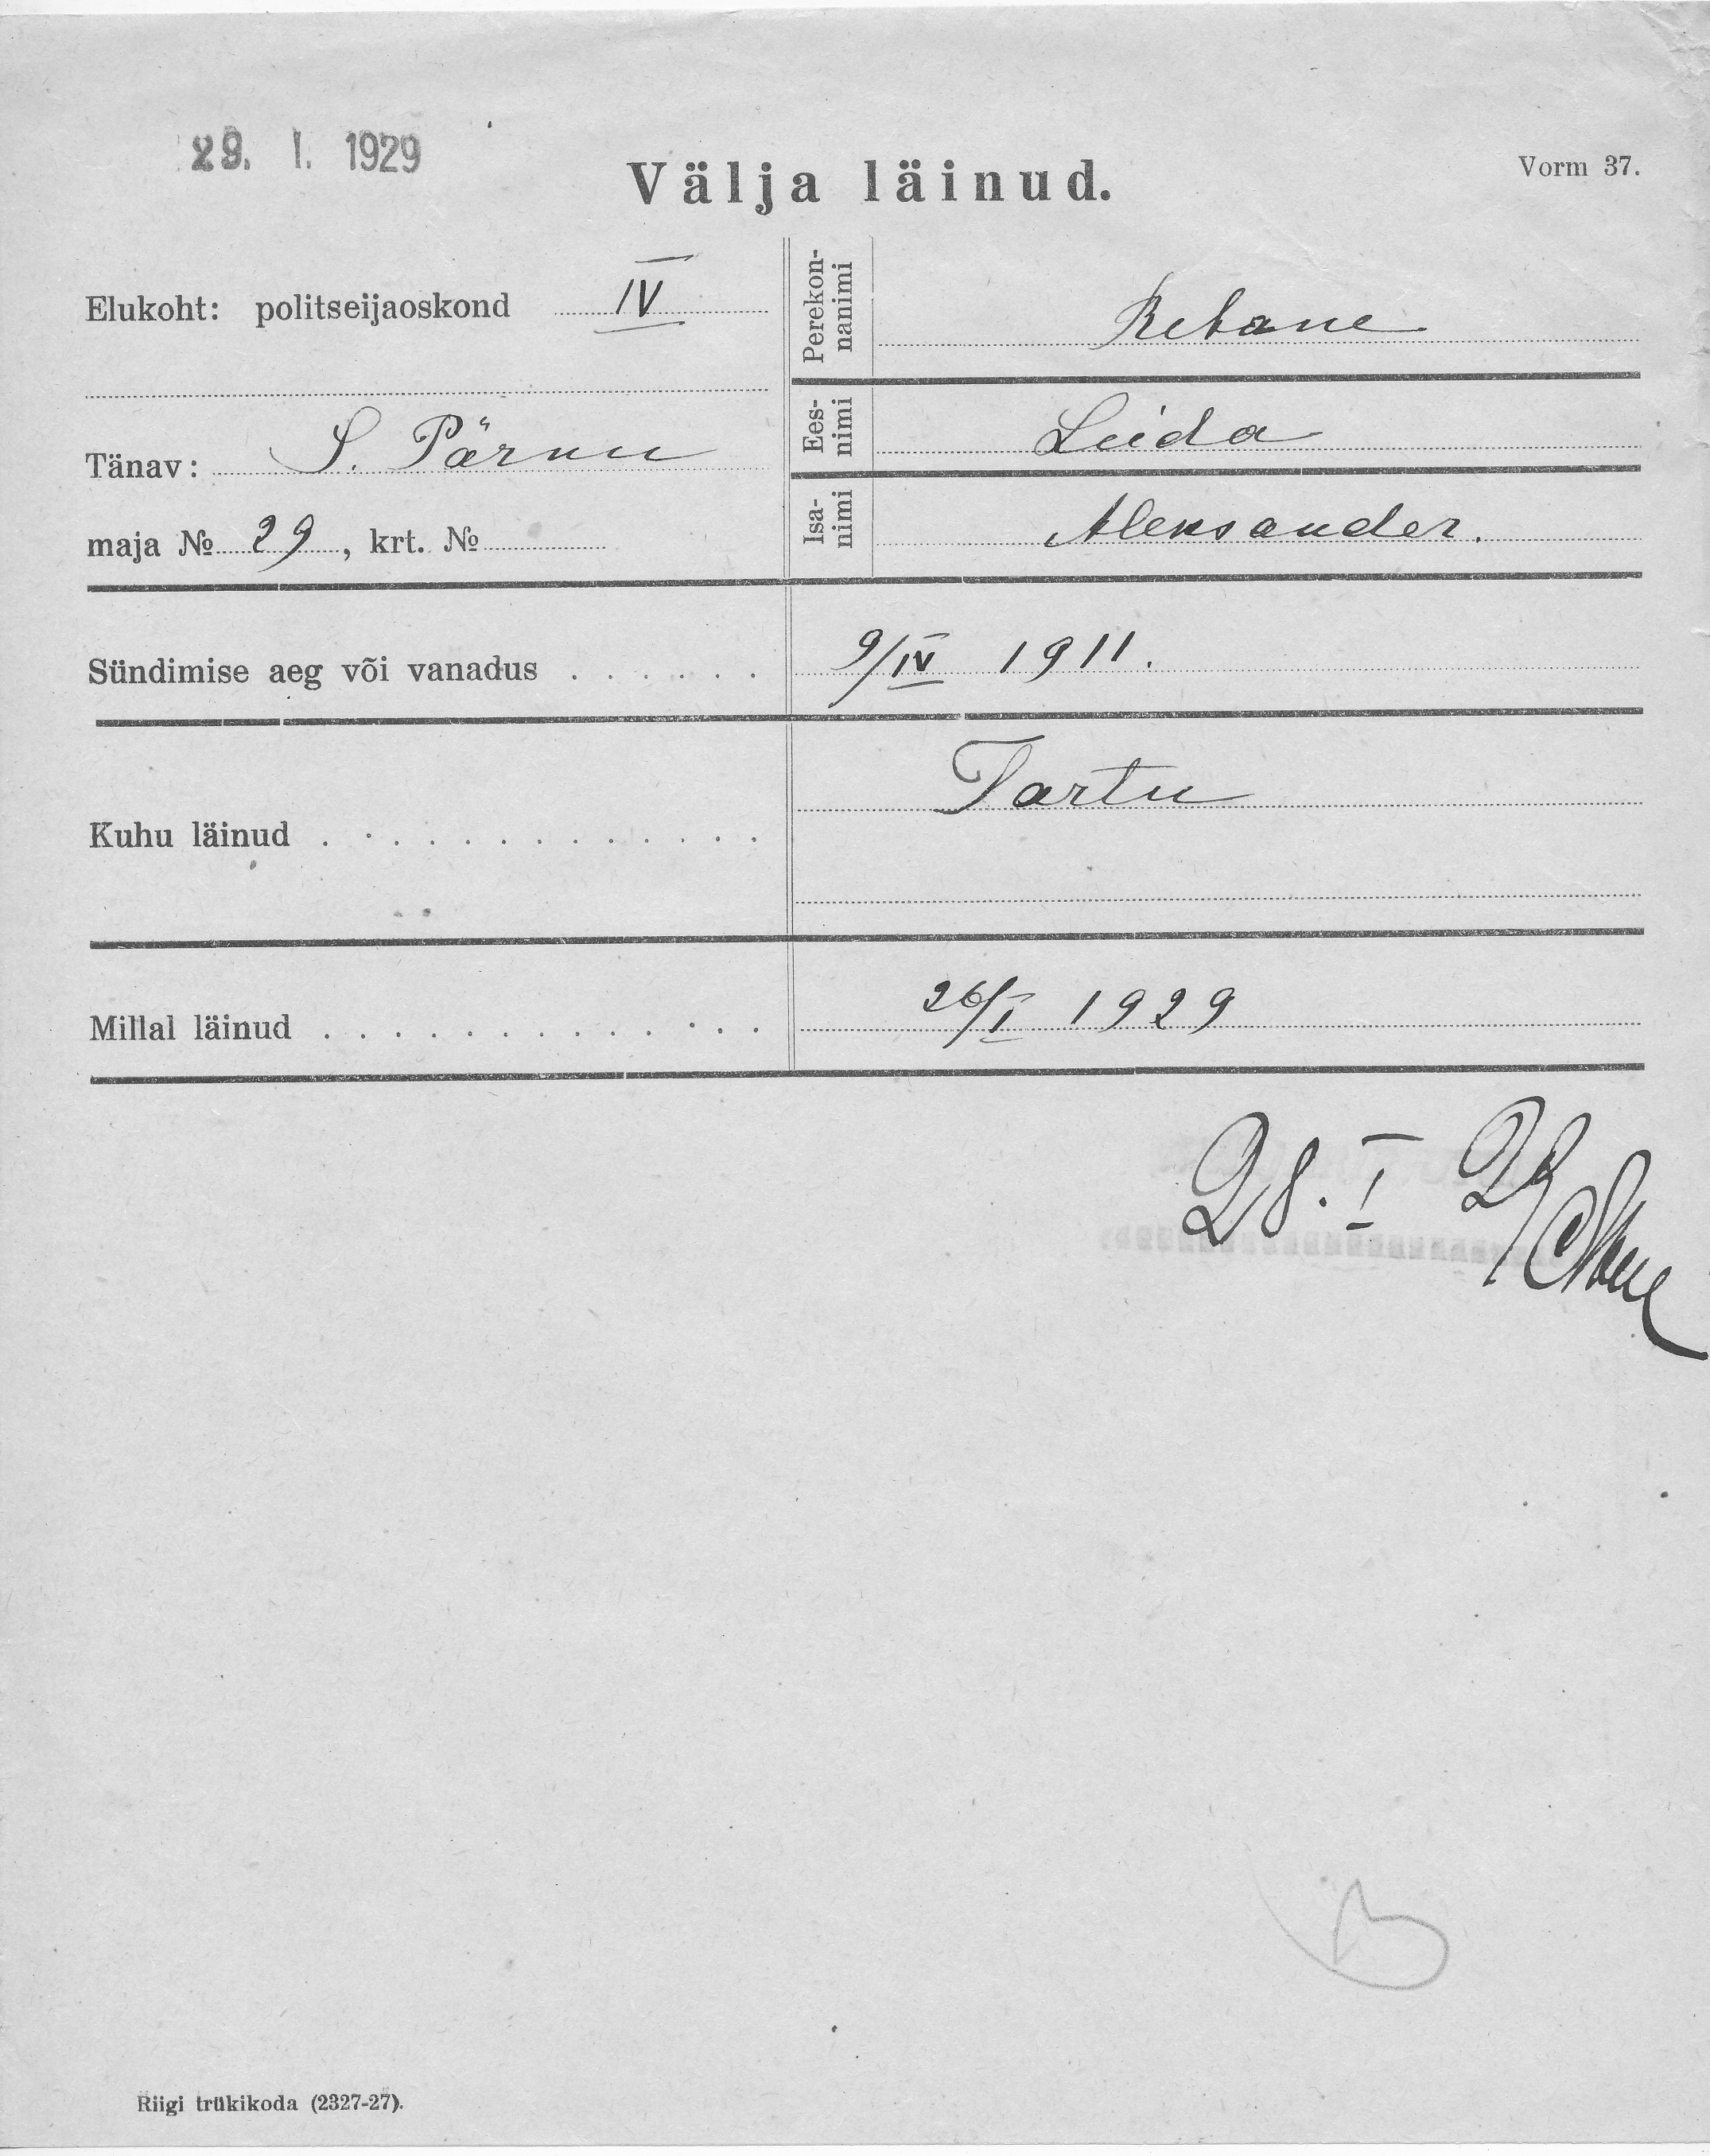 29. I. 1929
Välja läinud.
Vorm 37.
Elukoht: politseijaoskond IV
Tänav: S. Pärnu
maja № 29, krt. №
Perekon-
nanimi
Rebane
Ees-
nimi
Leida
Isa-
nimi
Aleksander.
Sündimise aeg või vanadus . . . . . . 9/IV 1911.
Kuhu läinud . . . . . . . . . . . . . Tartu
Millal läinud . . . . . . . . . . . . . 26/I 1929
28. I 29
Riigi trükikoda (2327-27).